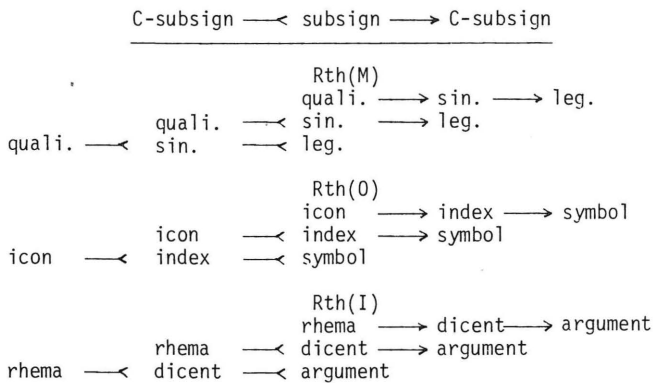 C-subsign —< subsign ⟶ C-subsign
Rth(M)
quali. ⟶ sin. ⟶ leg.
quali. —< sin. ⟶ leg.
quali. —< sin. —< leg.
Rth(O)
icon ⟶ index ⟶ symbol
icon —< index ⟶ symbol
icon —< index —< symbol
Rth(I)
rhema ⟶ dicent ⟶ argument
rhema —< dicent ⟶ argument
rhema —< dicent —< argument